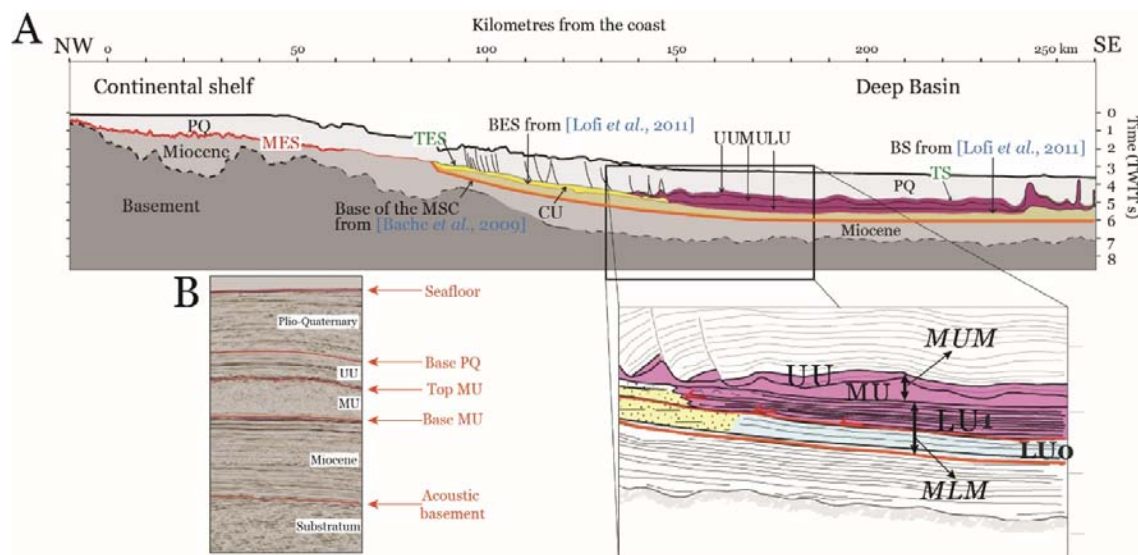 A
Kilometres from the coast
NW
0
50
100
150
200
250 km
SE
Continental shelf
Deep Basin
PQ
MES
Miocene
Basement
TES
BES from [Lofi et al., 2011]
UUMULU
BS from [Lofi et al., 2011]
PQ
TS
Base of the MSC
from [Bache et al., 2009]
CU
Miocene
0
1
2
3
4
5
6
7
8
Time (TWTT s)
B
Plio-Quaternary
UU
MU
Miocene
Substratum
Seafloor
Base PQ
Top MU
Base MU
Acoustic
basement
MUM
UU
MU
LU1
LU0
MLM